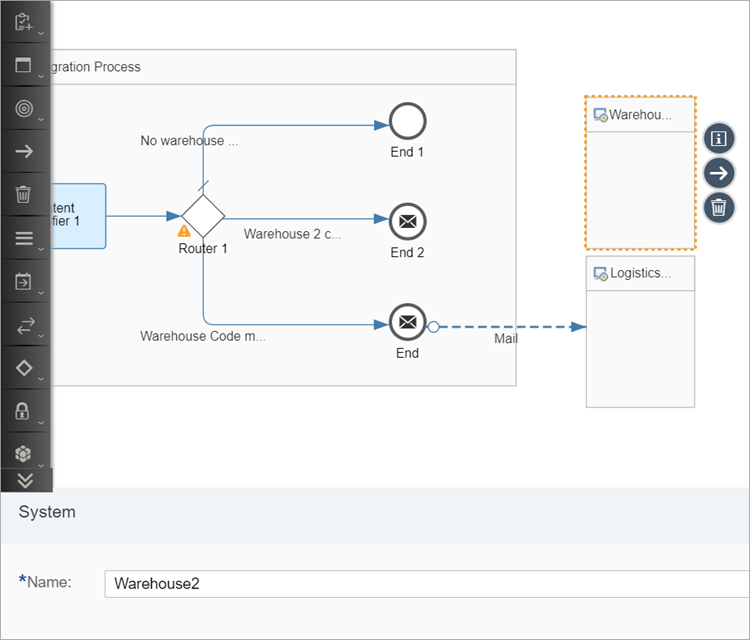 gration Process
Warehou...
No warehouse ...
End 1
tent
fier 1
Router 1
Warehouse 2 c...
End 2
Logistics...
Warehouse Code m...
End
Mail
System
*Name:
Warehouse2